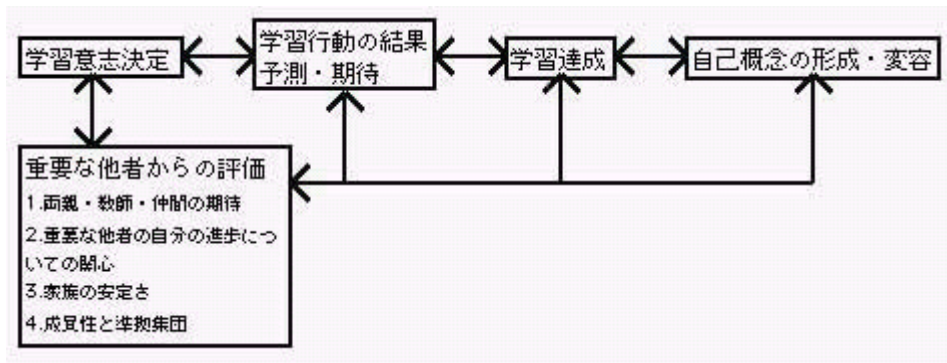 学習意志決定
学習行動の結果
予測・期待
学習達成
自己概念の形成・変容
重要な他者からの評価
1.両親・教師・仲間の期待
2.重要な他者の自分の進歩につ
いての関心
3.家族の安定さ
4.成員性と準拠集団